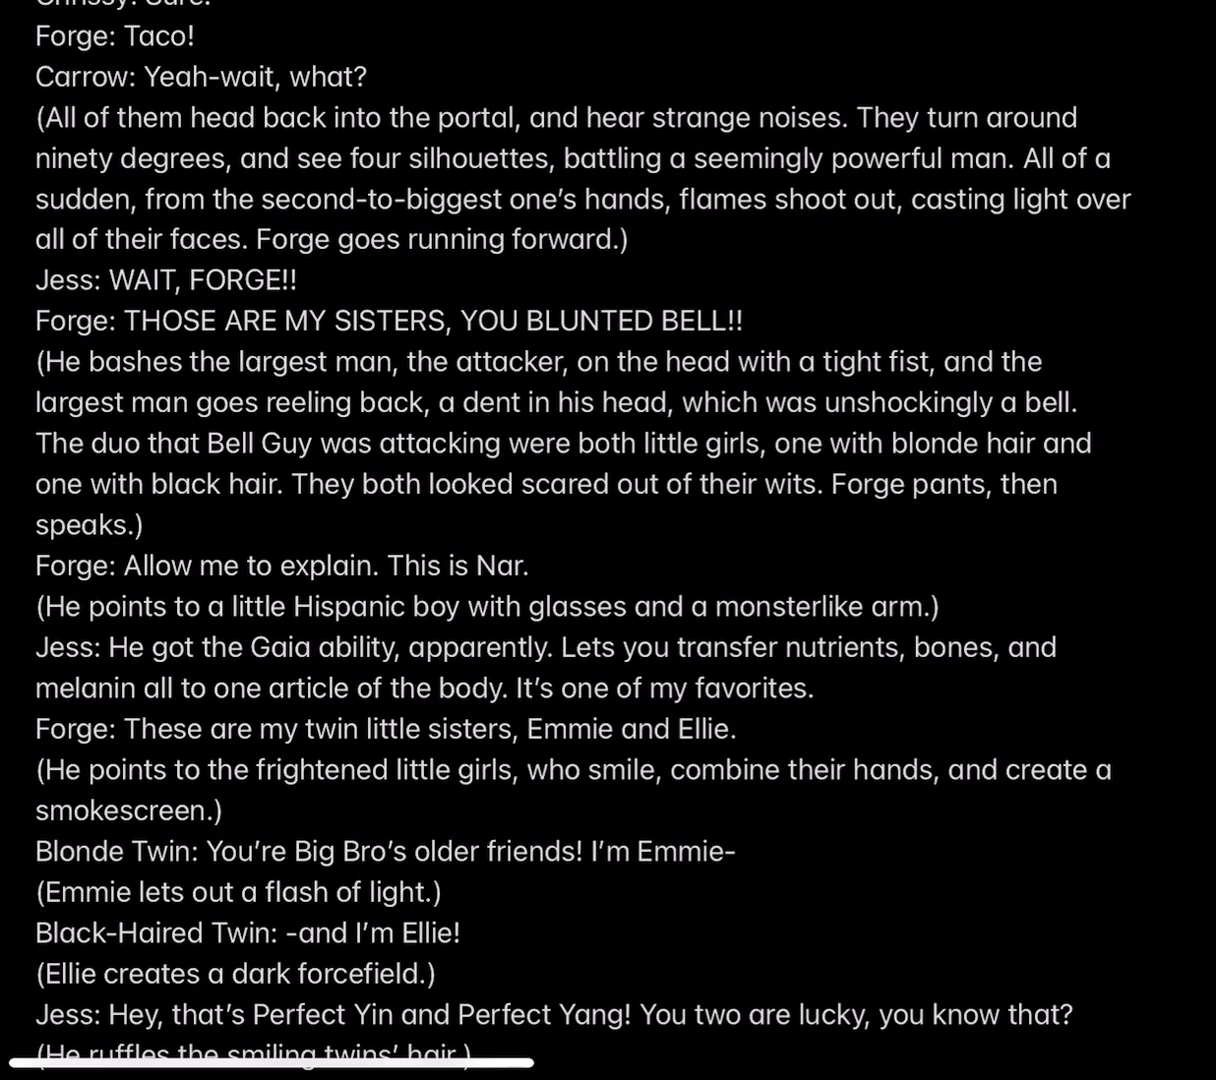 Chrissy: Sure!
Forge: Taco!
Carrow: Yeah-wait, what?
(All of them head back into the portal, and hear strange noises. They turn around
ninety degrees, and see four silhouettes, battling a seemingly powerful man. All of a
sudden, from the second-to-biggest one’s hands, flames shoot out, casting light over
all of their faces. Forge goes running forward.)
Jess: WAIT, FORGE!!
Forge: THOSE ARE MY SISTERS, YOU BLUNTED BELL!!
(He bashes the largest man, the attacker, on the head with a tight fist, and the
largest man goes reeling back, a dent in his head, which was unshockingly a bell.
The duo that Bell Guy was attacking were both little girls, one with blonde hair and
one with black hair. They both looked scared out of their wits. Forge pants, then
speaks.)
Forge: Allow me to explain. This is Nar.
(He points to a little Hispanic boy with glasses and a monsterlike arm.)
Jess: He got the Gaia ability, apparently. Lets you transfer nutrients, bones, and
melanin all to one article of the body. It’s one of my favorites.
Forge: These are my twin little sisters, Emmie and Ellie.
(He points to the frightened little girls, who smile, combine their hands, and create a
smokescreen.)
Blonde Twin: You’re Big Bro’s older friends! I’m Emmie-
(Emmie lets out a flash of light.)
Black-Haired Twin: -and I’m Ellie!
(Ellie creates a dark forcefield.)
Jess: Hey, that’s Perfect Yin and Perfect Yang! You two are lucky, you know that?
(He ruffles the smiling twins’ hair.)